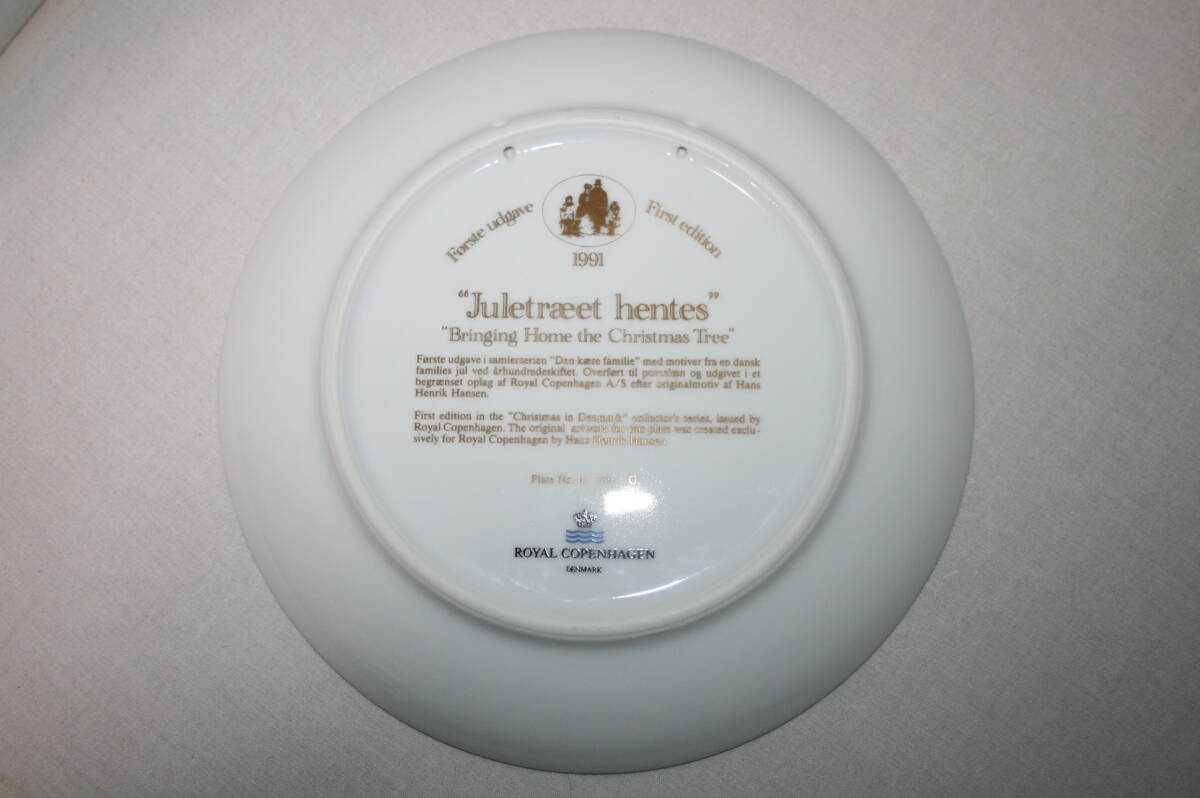 Første udgave
First edition
1991
"Juletræet hentes"
"Bringing Home the Christmas Tree"
Første udgave i samlerserien "Den kære familie" med motiver fra en dansk
families jul ved århundredeskiftet. Overført til porcelæn og udgivet i et
begrænset oplag af Royal Copenhagen A/S efter originalmotiv af Hans
Henrik Hansen.
First edition in the "Christmas in Denmark" collector's series, issued by
Royal Copenhagen. The original artwork for the plate was created exclu-
sively for Royal Copenhagen by Hans Henrik Hansen.
Plate Nr. G
ROYAL COPENHAGEN
DENMARK